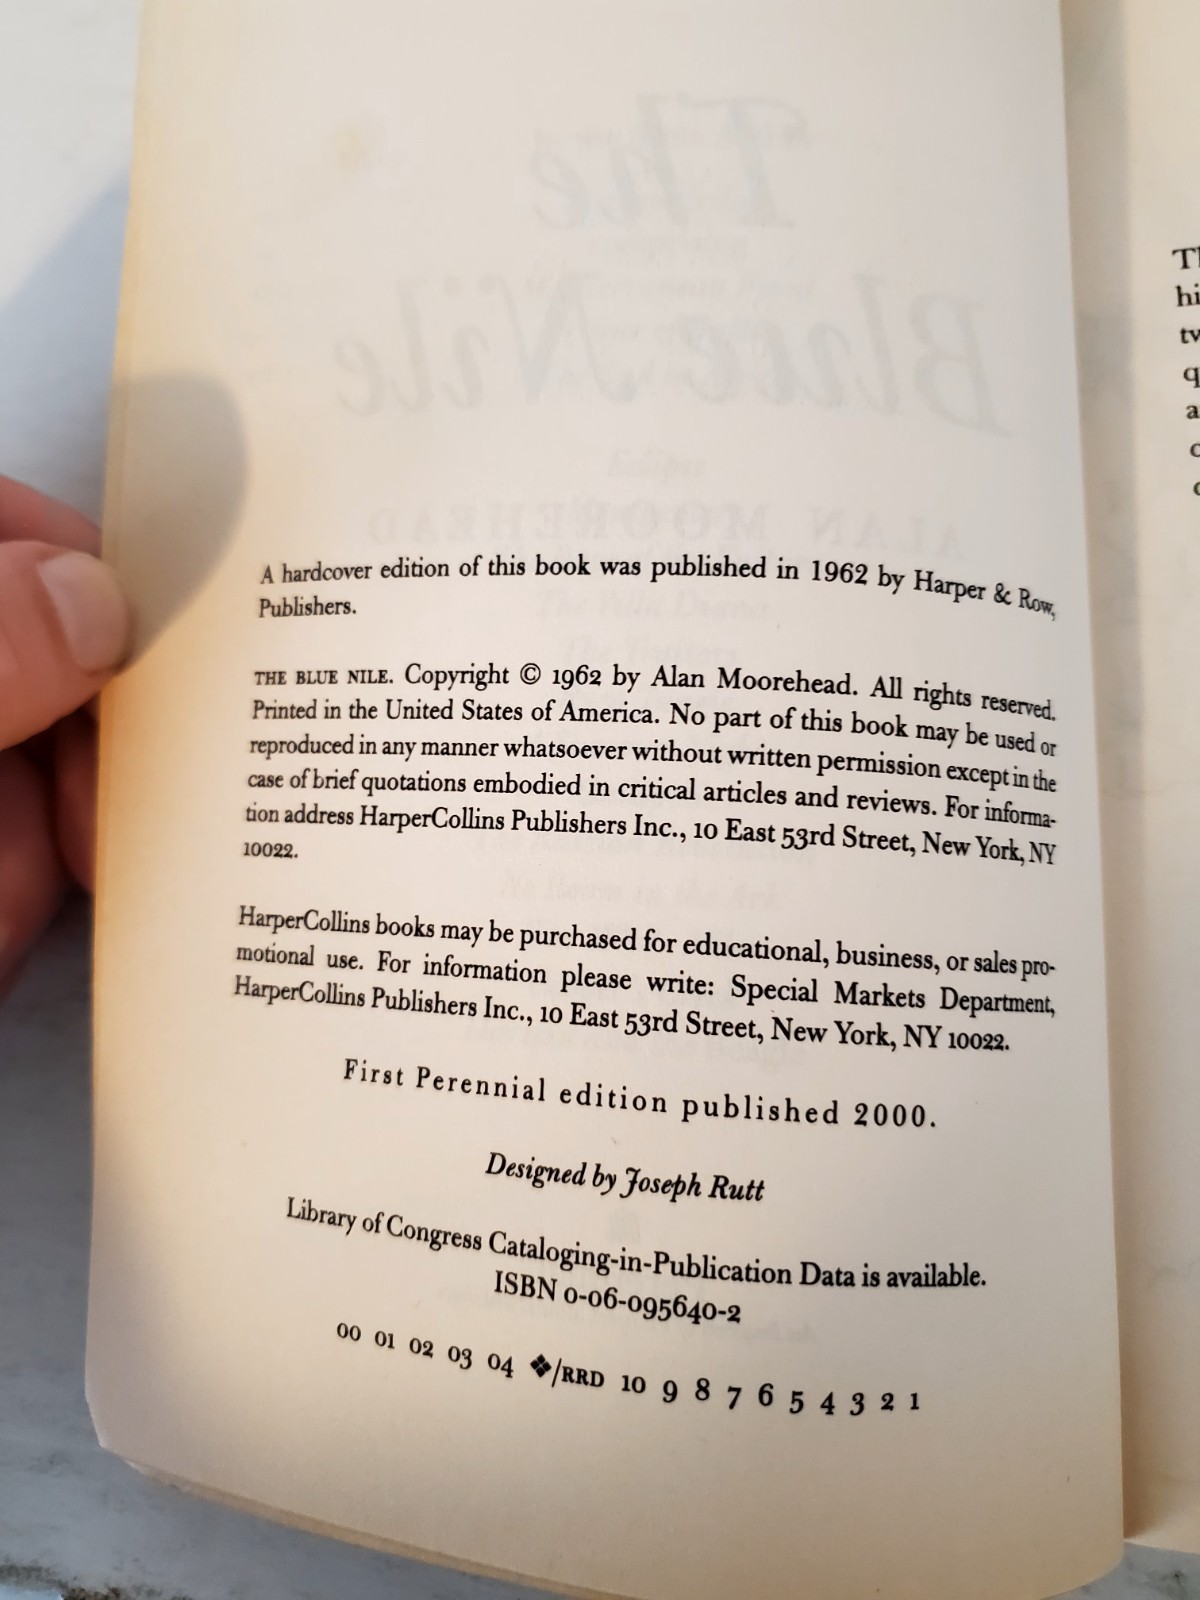 A hardcover edition of this book was published in 1962 by Harper & Row,
Publishers.
THE BLUE NILE. Copyright © 1962 by Alan Moorehead. All rights reserved.
Printed in the United States of America. No part of this book may be used or
reproduced in any manner whatsoever without written permission except in the
case of brief quotations embodied in critical articles and reviews. For informa-
tion address HarperCollins Publishers Inc., 10 East 53rd Street, New York, NY
10022.
HarperCollins books may be purchased for educational, business, or sales pro-
motional use. For information please write: Special Markets Department,
HarperCollins Publishers Inc., 10 East 53rd Street, New York, NY 10022.
First Perennial edition published 2000.
Designed by Joseph Rutt
Library of Congress Cataloging-in-Publication Data is available.
ISBN 0-06-095640-2
00 01 02 03 04 ❖/RRD 10 9 8 7 6 5 4 3 2 1